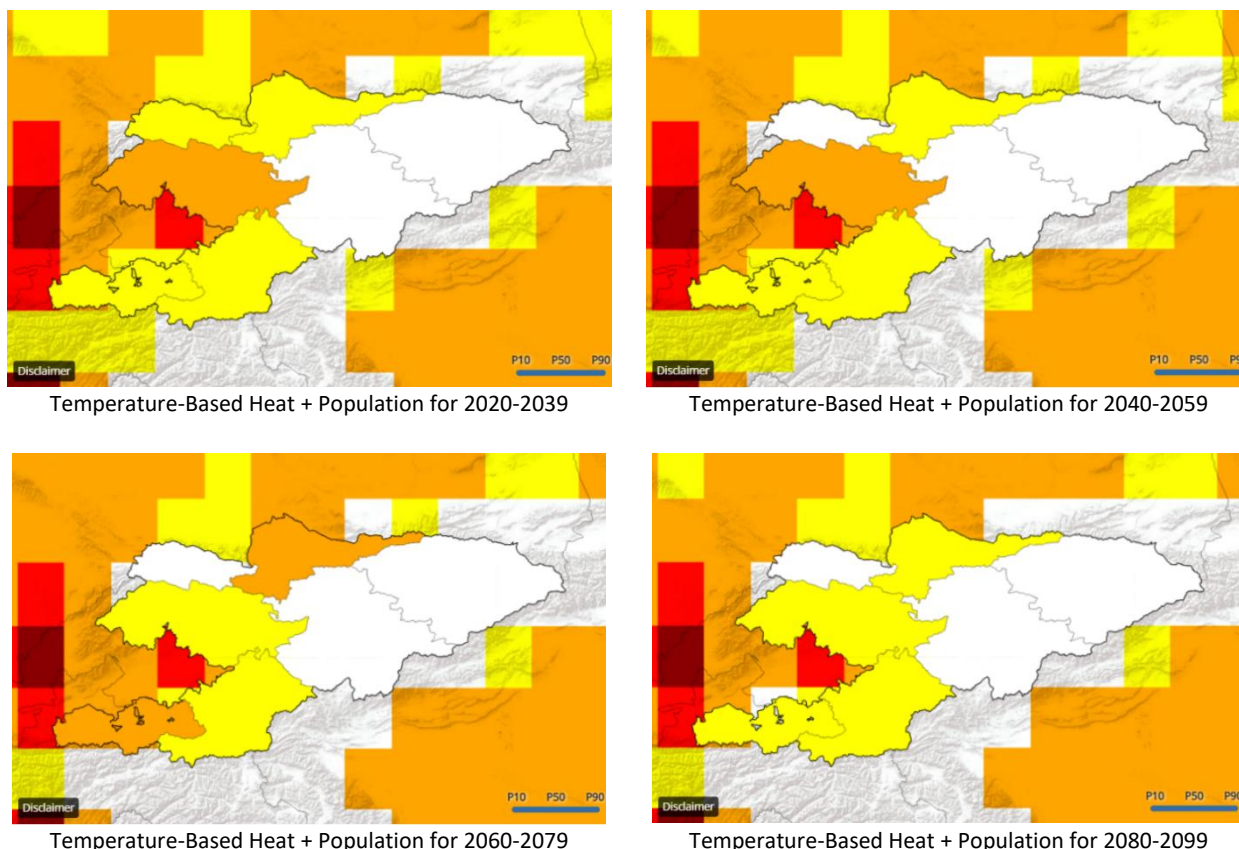 P10 P50 P90
Disclaimer
Temperature-Based Heat + Population for 2020-2039
P10 P50 P9
Disclaimer
Temperature-Based Heat + Population for 2040-2059
P10 P50 P90
Disclaimer
Temperature-Based Heat + Population for 2060-2079
P10 P50 P90
Disclaimer
Temperature-Based Heat + Population for 2080-2099